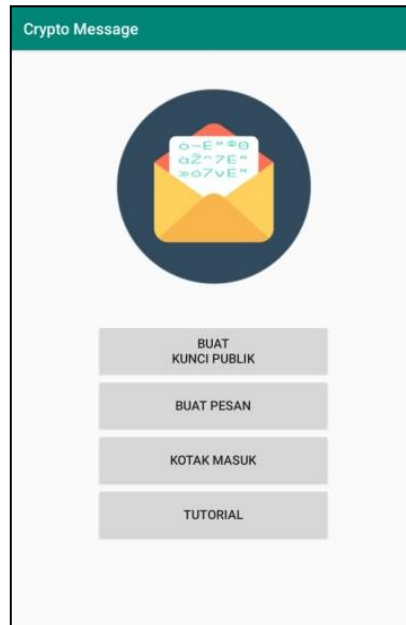 Crypto Message
BUAT
KUNCI PUBLIK
BUAT PESAN
KOTAK MASUK
TUTORIAL